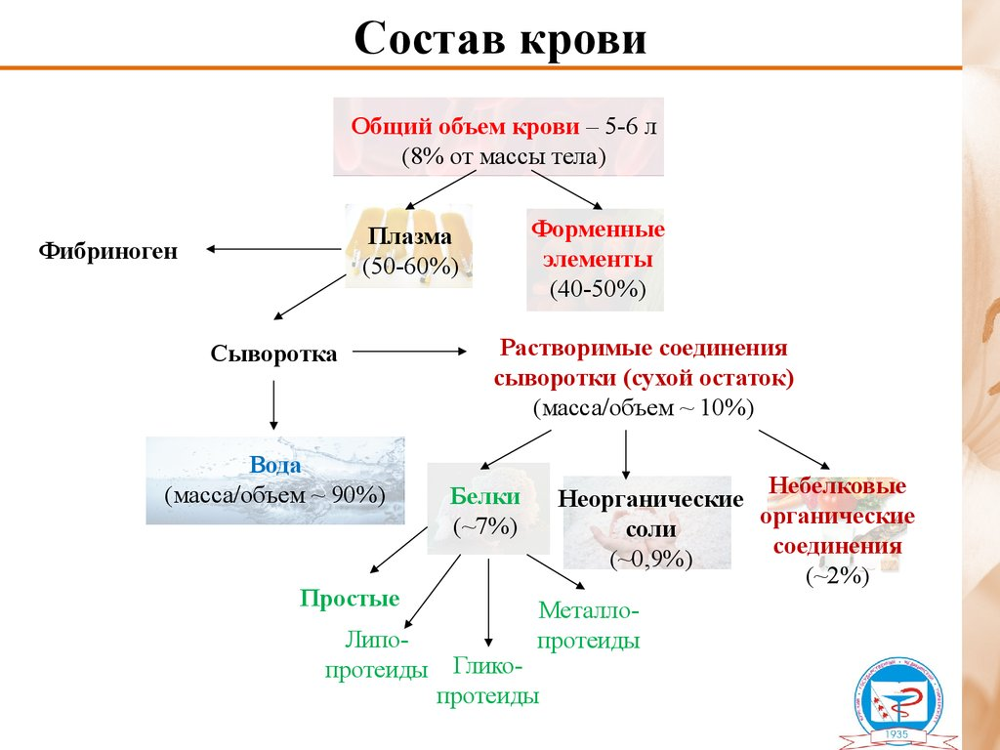 Состав крови
Общий объем крови – 5-6 л
(8% от массы тела)
Фибриноген
Плазма
(50-60%)
Форменные
элементы
(40-50%)
Сыворотка
Растворимые соединения
сыворотки (сухой остаток)
(масса/объем ~ 10%)
Вода
(масса/объем ~ 90%)
Белки
(~7%)
Неорганические
соли
(~0,9%)
Небелковые
органические
соединения
(~2%)
Простые
Липо-
протеиды
Глико-
протеиды
Металло-
протеиды
1935